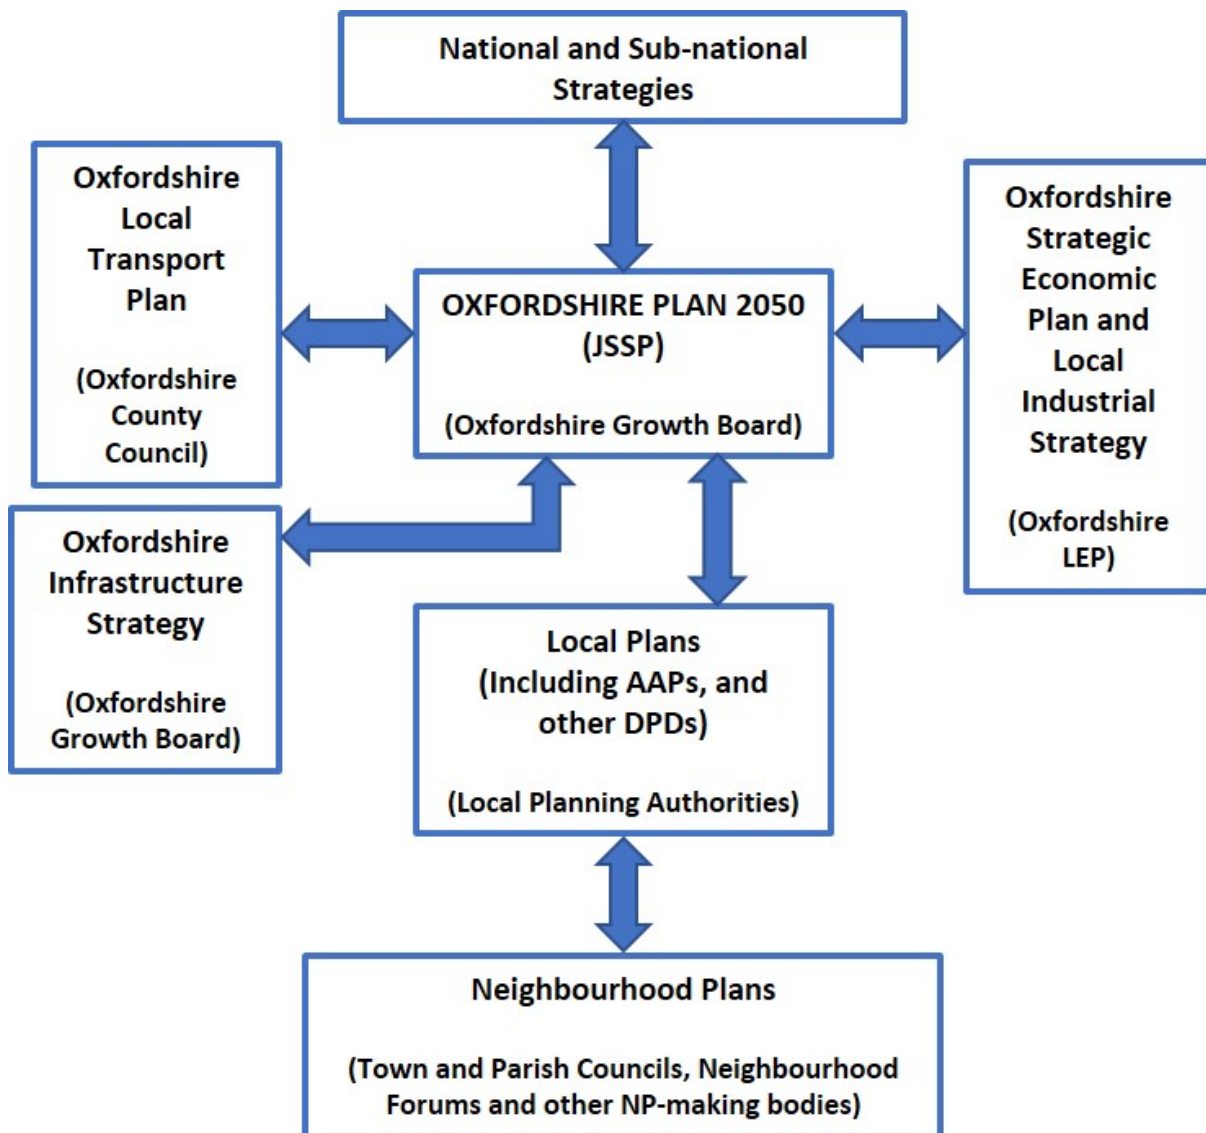 National and Sub-national
Strategies
Oxfordshire
Local
Transport
Plan
(Oxfordshire
County
Council)
OXFORDSHIRE PLAN 2050
(JSSP)
(Oxfordshire Growth Board)
Oxfordshire
Strategic
Economic
Plan and
Local
Industrial
Strategy
(Oxfordshire
LEP)
Oxfordshire
Infrastructure
Strategy
(Oxfordshire
Growth Board)
Local Plans
(Including AAPs, and
other DPDs)
(Local Planning Authorities)
Neighbourhood Plans
(Town and Parish Councils, Neighbourhood
Forums and other NP-making bodies)